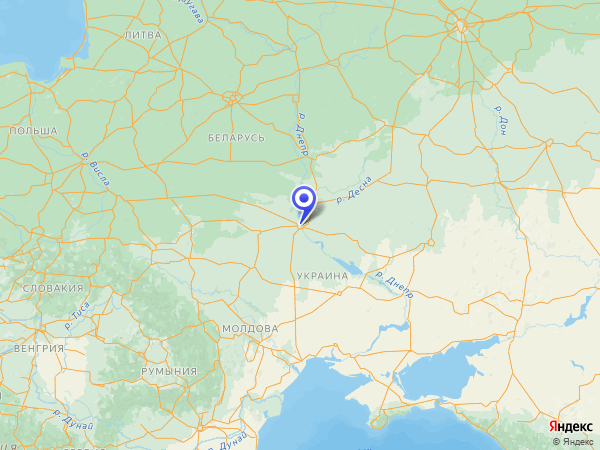 р. Даугава
ЛИТВА
р. Днепр
р. Дон
ПОЛЬША
БЕЛАРУСЬ
р. Висла
р. Десна
УКРАИНА
р. Днепр
СЛОВАКИЯ
р. Тиса
МОЛДОВА
ВЕНГРИЯ
РУМЫНИЯ
р. Дунай
р. Дунай
Яндекс
© Яндекс